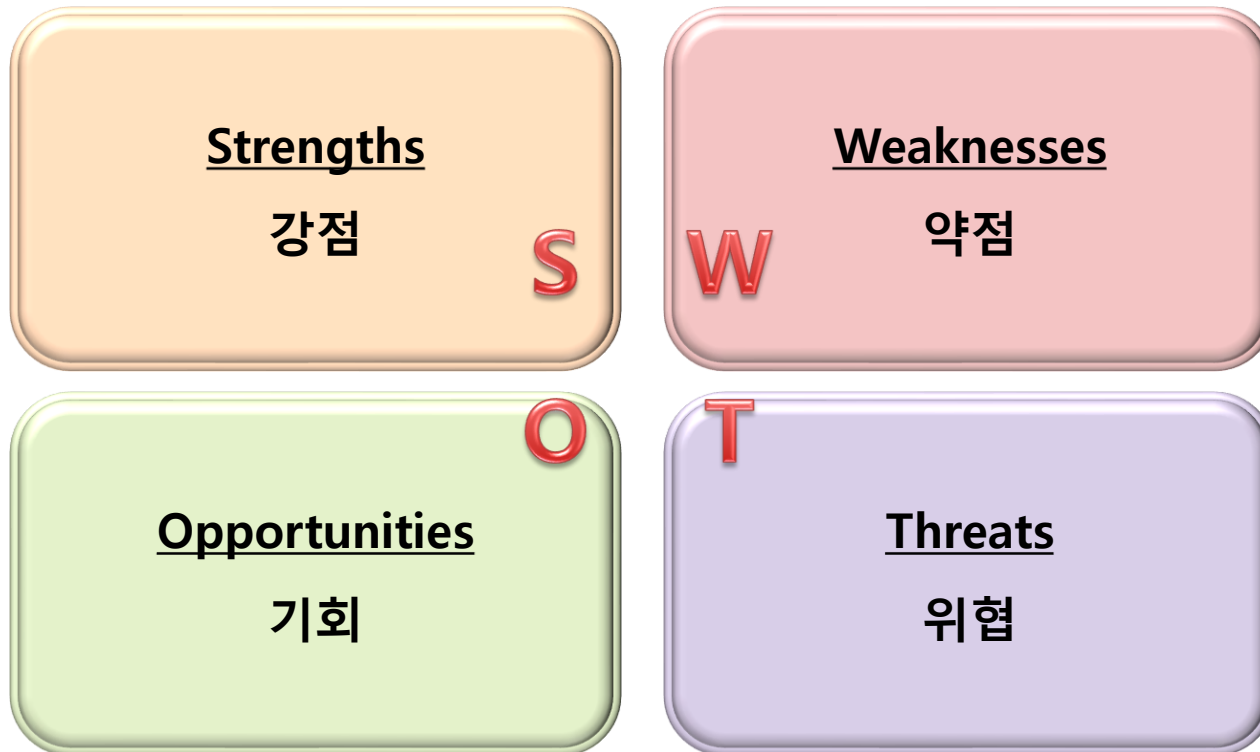 Strengths
강점
S
Weaknesses
약점
W
Opportunities
기회
O
Threats
위협
T